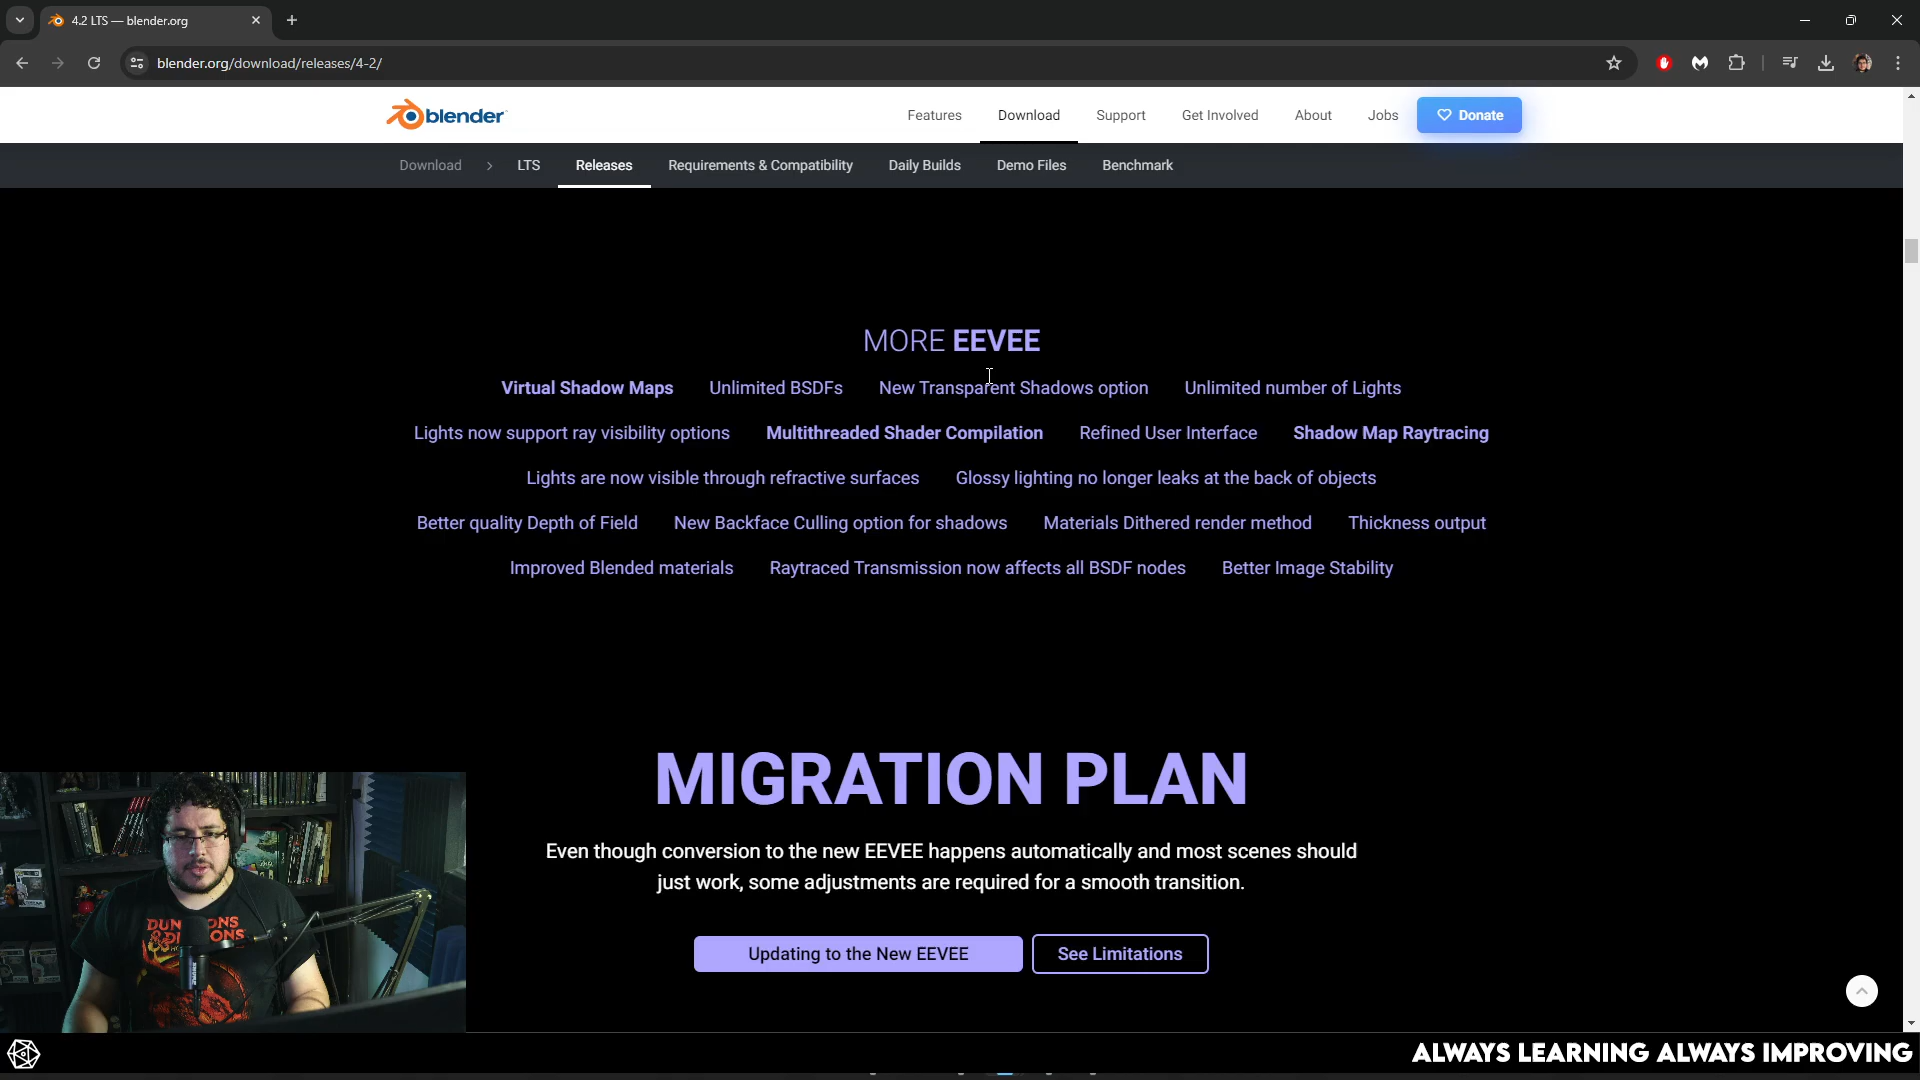 4.2 LTS — blender.org
blender.org/download/releases/4-2/
blender
Features Download Support Get Involved About Jobs Donate
Download > LTS Releases Requirements & Compatibility Daily Builds Demo Files Benchmark
MORE EEVEE
Virtual Shadow Maps Unlimited BSDFs New Transparent Shadows option Unlimited number of Lights
Lights now support ray visibility options Multithreaded Shader Compilation Refined User Interface Shadow Map Raytracing
Lights are now visible through refractive surfaces Glossy lighting no longer leaks at the back of objects
Better quality Depth of Field New Backface Culling option for shadows Materials Dithered render method Thickness output
Improved Blended materials Raytraced Transmission now affects all BSDF nodes Better Image Stability
MIGRATION PLAN
Even though conversion to the new EEVEE happens automatically and most scenes should
just work, some adjustments are required for a smooth transition.
Updating to the New EEVEE See Limitations
ALWAYS LEARNING ALWAYS IMPROVING